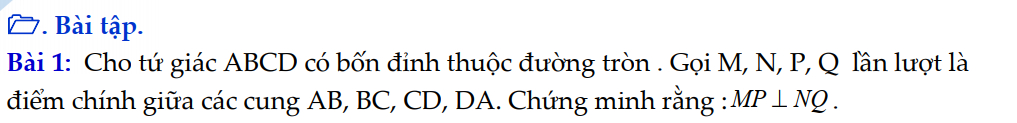 . Bài tập.
Bài 1: Cho tứ giác ABCD có bốn đỉnh thuộc đường tròn . Gọi M, N, P, Q lần lượt là
điểm chính giữa các cung AB, BC, CD, DA. Chứng minh rằng : MP ⊥ NQ .